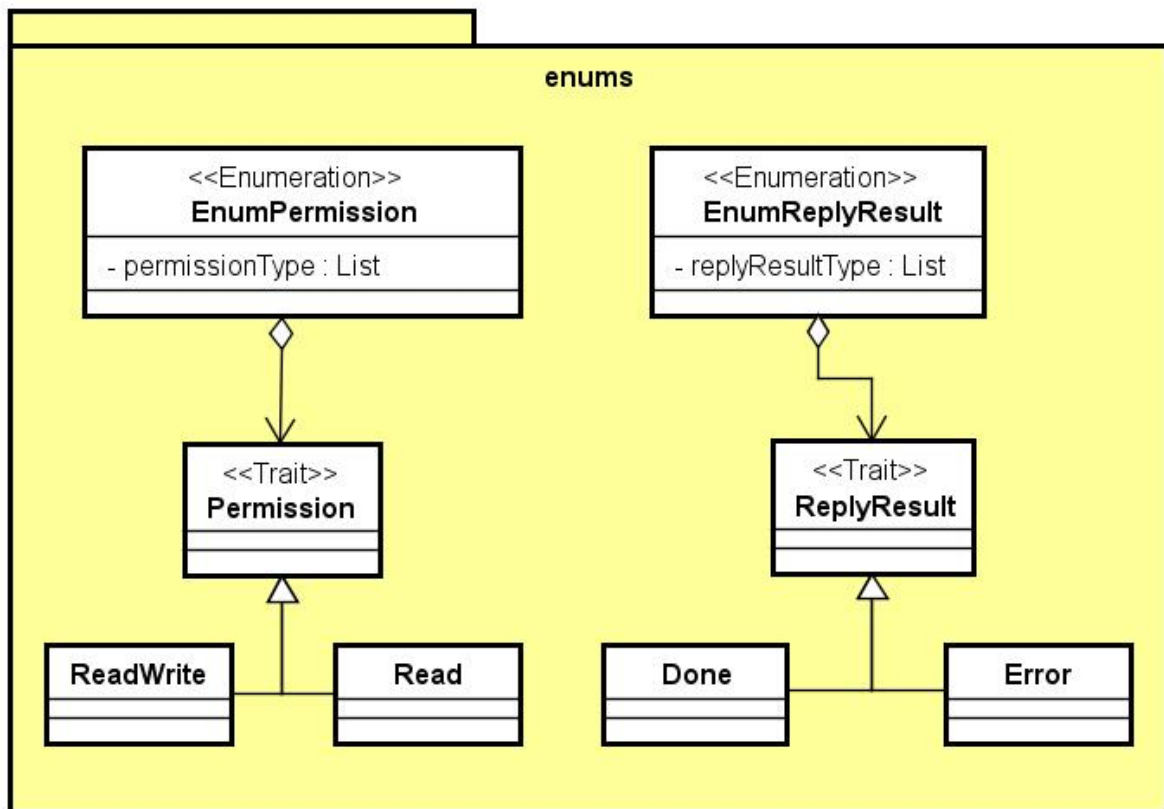 enums
<<Enumeration>>
EnumPermission
- permissionType : List
<<Enumeration>>
EnumReplyResult
- replyResultType : List
<<Trait>>
Permission
<<Trait>>
ReplyResult
ReadWrite
Read
Done
Error